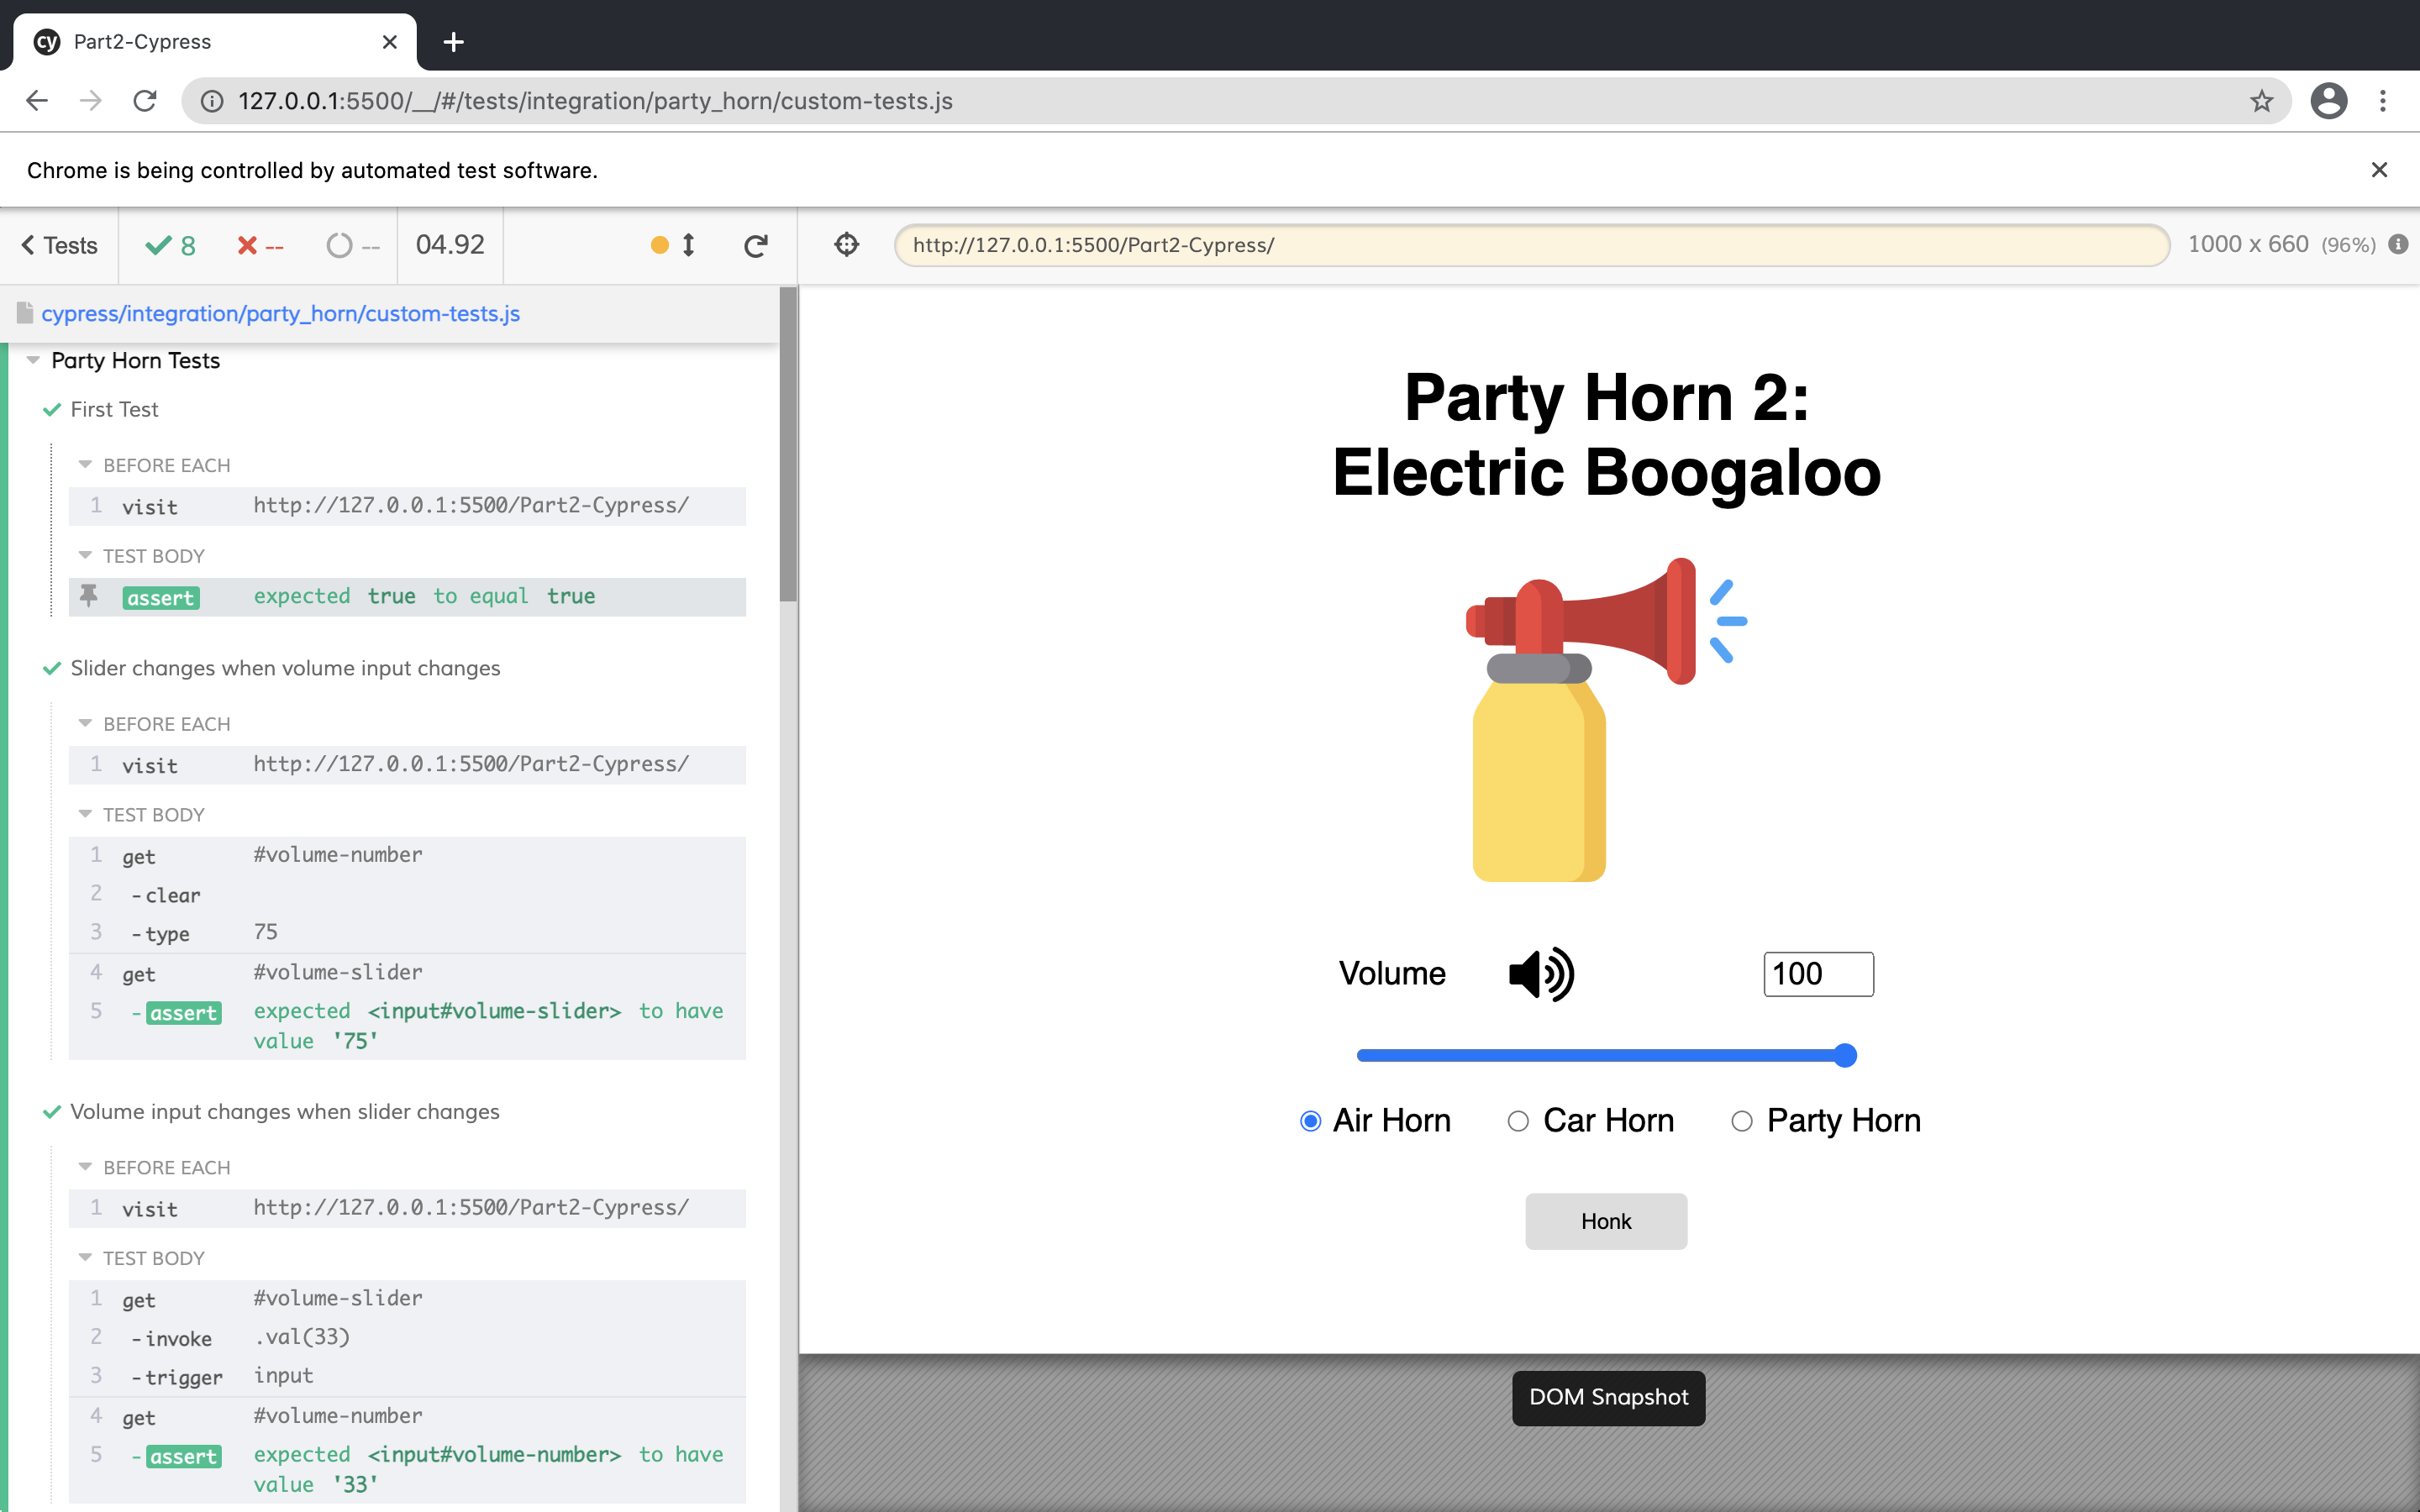 cy Part2-Cypress
127.0.0.1:5500/__/#/tests/integration/party_horn/custom-tests.js
Chrome is being controlled by automated test software.
Tests 8 -- -- 04.92
http://127.0.0.1:5500/Part2-Cypress/ 1000 x 660 (96%)
cypress/integration/party_horn/custom-tests.js
Party Horn Tests
First Test
BEFORE EACH
1 visit http://127.0.0.1:5500/Part2-Cypress/
TEST BODY
assert expected true to equal true
Slider changes when volume input changes
BEFORE EACH
1 visit http://127.0.0.1:5500/Part2-Cypress/
TEST BODY
1 get #volume-number
2 -clear
3 -type 75
4 get #volume-slider
5 -assert expected <input#volume-slider> to have
value '75'
Volume input changes when slider changes
BEFORE EACH
1 visit http://127.0.0.1:5500/Part2-Cypress/
TEST BODY
1 get #volume-slider
2 -invoke .val(33)
3 -trigger input
4 get #volume-number
5 -assert expected <input#volume-number> to have
value '33'
Party Horn 2:
Electric Boogaloo
Volume 100
Air Horn Car Horn Party Horn
Honk
DOM Snapshot